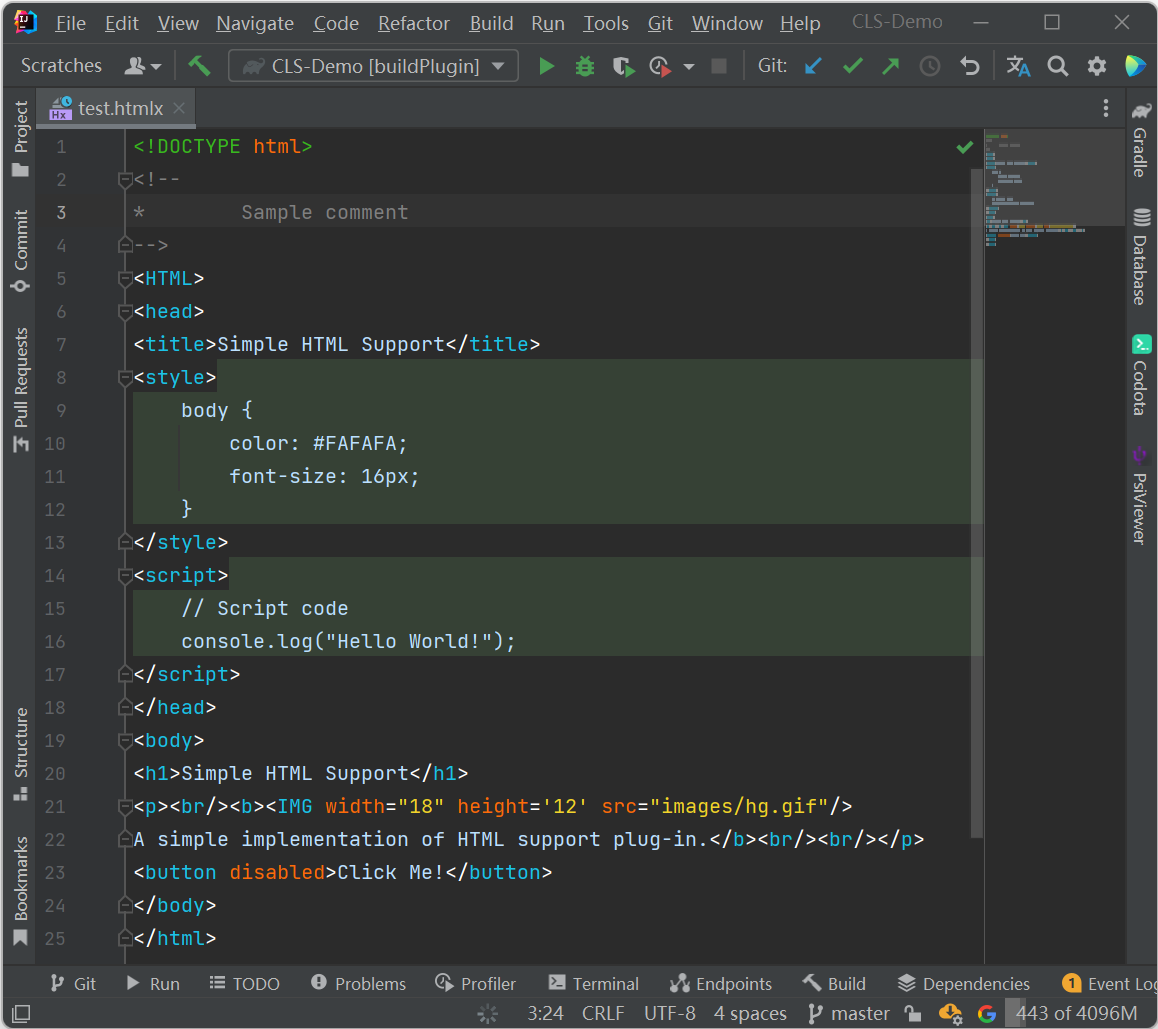 File Edit View Navigate Code Refactor Build Run Tools Git Window Help CLS-Demo
Scratches CLS-Demo [buildPlugin] Git:
Hx test.htmlx
Project
Commit
Pull Requests
Structure
Bookmarks
1 <!DOCTYPE html>
2 <!--
3 *        Sample comment
4 -->
5 <HTML>
6 <head>
7 <title>Simple HTML Support</title>
8 <style>
9     body {
10         color: #FAFAFA;
11         font-size: 16px;
12     }
13 </style>
14 <script>
15     // Script code
16     console.log("Hello World!");
17 </script>
18 </head>
19 <body>
20 <h1>Simple HTML Support</h1>
21 <p><br/><b><IMG width="18" height='12' src="images/hg.gif"/>
22 A simple implementation of HTML support plug-in.</b><br/><br/></p>
23 <button disabled>Click Me!</button>
24 </body>
25 </html>
Gradle
Database
Codota
PsiViewer
Git Run TODO Problems Profiler Terminal Endpoints Build Dependencies 1 Event Log
3:24 CRLF UTF-8 4 spaces master 443 of 4096M